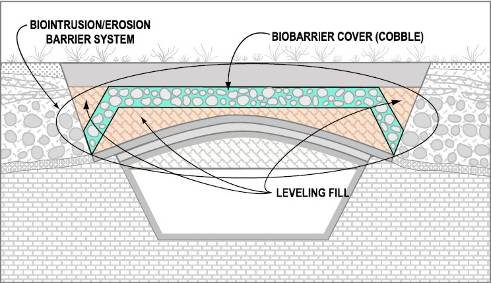 BIOINTRUSION/EROSION
BARRIER SYSTEM
BIOBARRIER COVER (COBBLE)
LEVELING FILL